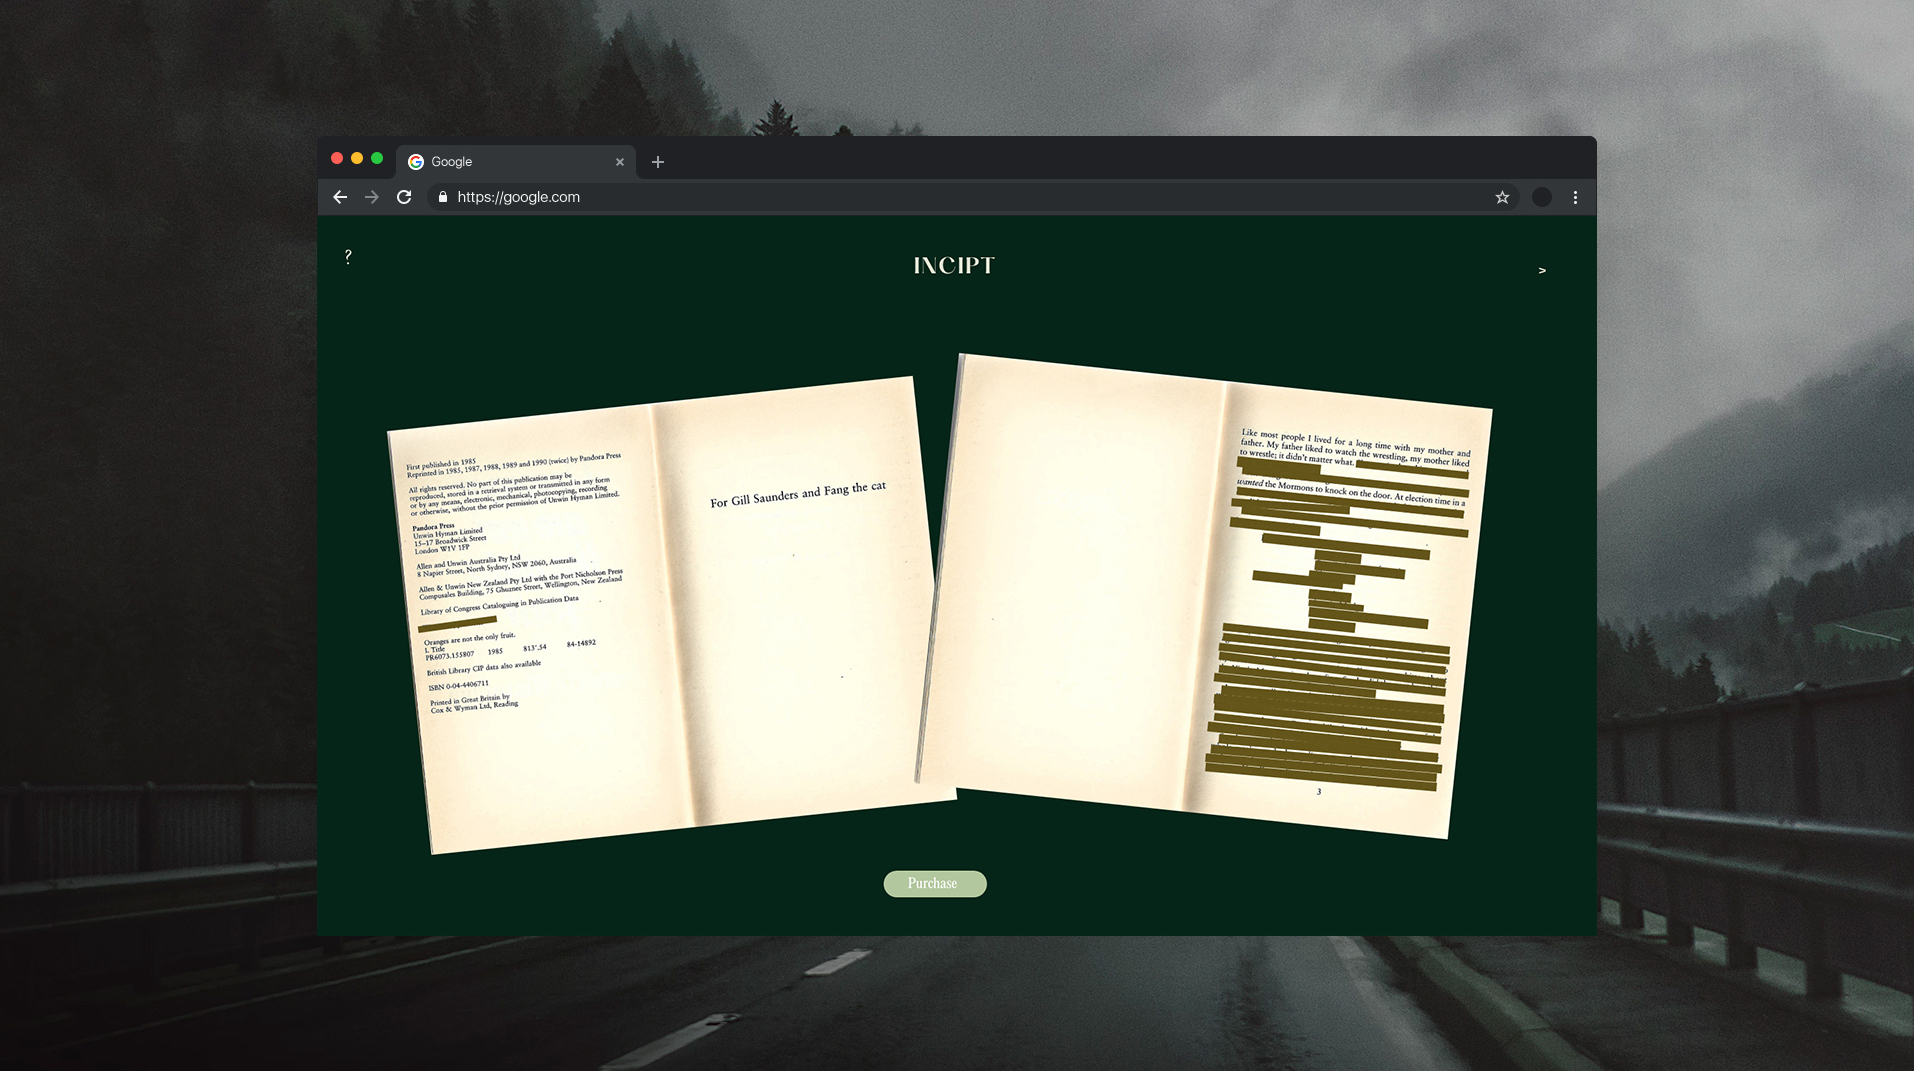 Google
https://google.com
?
INCIPT
>
First published in 1985
Reprinted in 1985, 1987, 1988, 1989 and 1990 (twice) by Pandora Press
All rights reserved. No part of this publication may be
reproduced, stored in a retrieval system or transmitted in any form
or by any means, electronic, mechanical, photocopying, recording
or otherwise, without the prior permission of Unwin Hyman Limited.
Pandora Press
Unwin Hyman Limited
15–17 Broadwick Street
London W1V 1FP
Allen and Unwin Australia Pty Ltd
8 Napier Street, North Sydney, NSW 2060, Australia
Allen & Unwin New Zealand Pty Ltd with the Port Nicholson Press
Compusales Building, 75 Ghuznee Street, Wellington, New Zealand
Library of Congress Cataloguing in Publication Data
Oranges are not the only fruit.
I. Title
PR6073.155807 1985 813'.54 84-14892
British Library CIP data also available
ISBN 0-04-4406711
Printed in Great Britain by
Cox & Wyman Ltd, Reading
For Gill Saunders and Fang the cat
Like most people I lived for a long time with my mother and
father. My father liked to watch the wrestling, my mother liked
to wrestle; it didn't matter what.
wanted the Mormons to knock on the door. At election time in a
3
Purchase